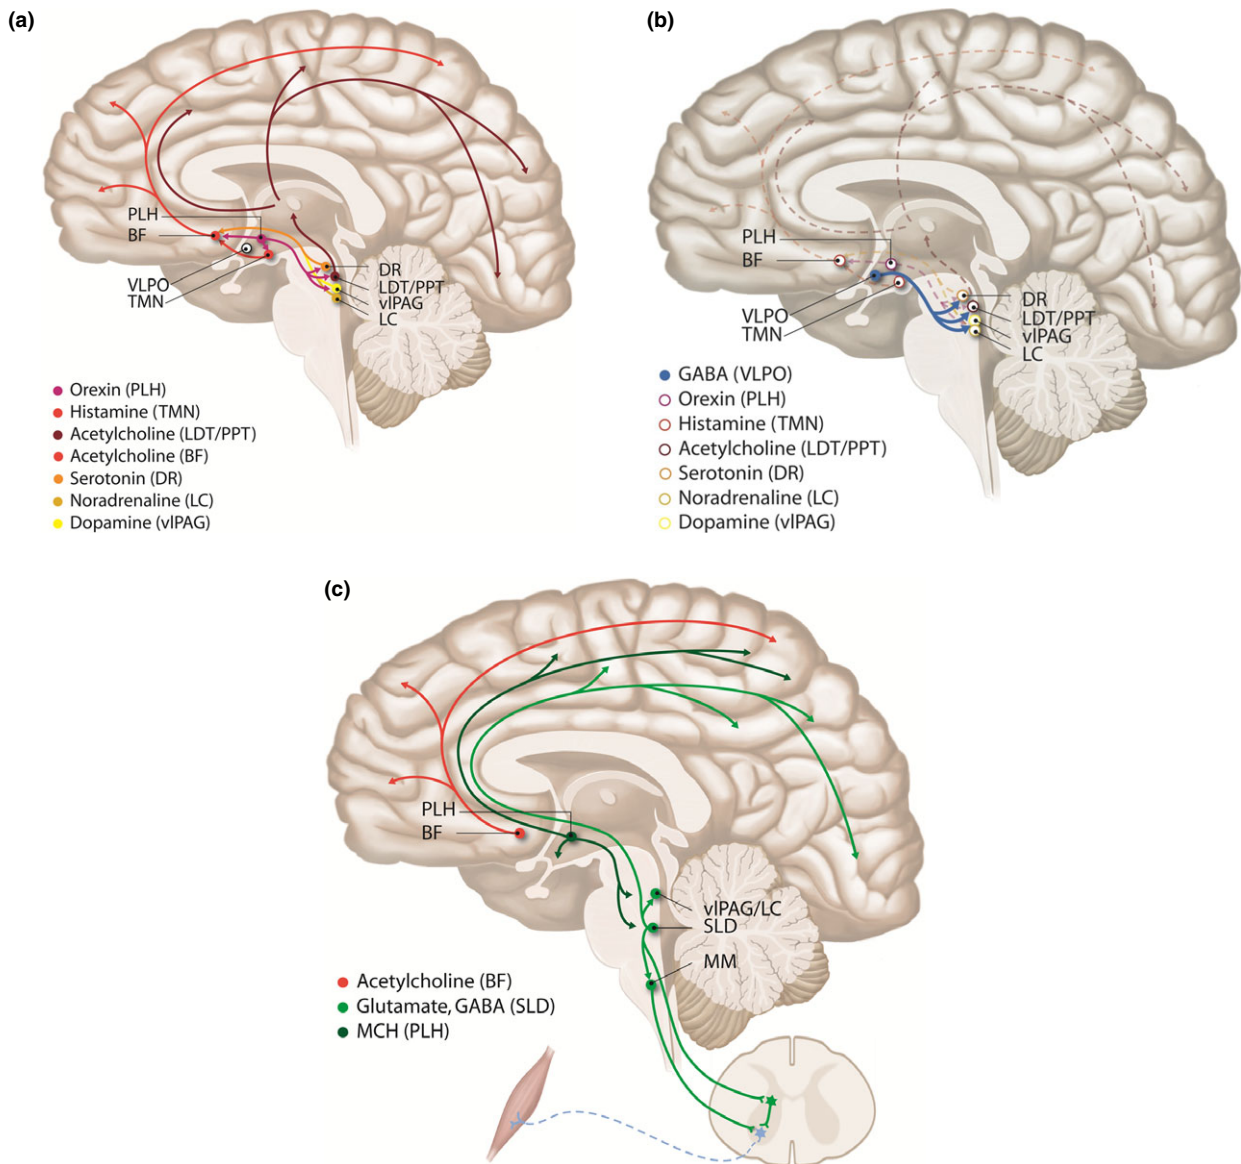 (a)
PLH
BF
VLPO
TMN
DR
LDT/PPT
vlPAG
LC
Orexin (PLH)
Histamine (TMN)
Acetylcholine (LDT/PPT)
Acetylcholine (BF)
Serotonin (DR)
Noradrenaline (LC)
Dopamine (vlPAG)
(b)
PLH
BF
VLPO
TMN
DR
LDT/PPT
vlPAG
LC
GABA (VLPO)
Orexin (PLH)
Histamine (TMN)
Acetylcholine (LDT/PPT)
Serotonin (DR)
Noradrenaline (LC)
Dopamine (vlPAG)
(c)
PLH
BF
vlPAG/LC
SLD
MM
Acetylcholine (BF)
Glutamate, GABA (SLD)
MCH (PLH)